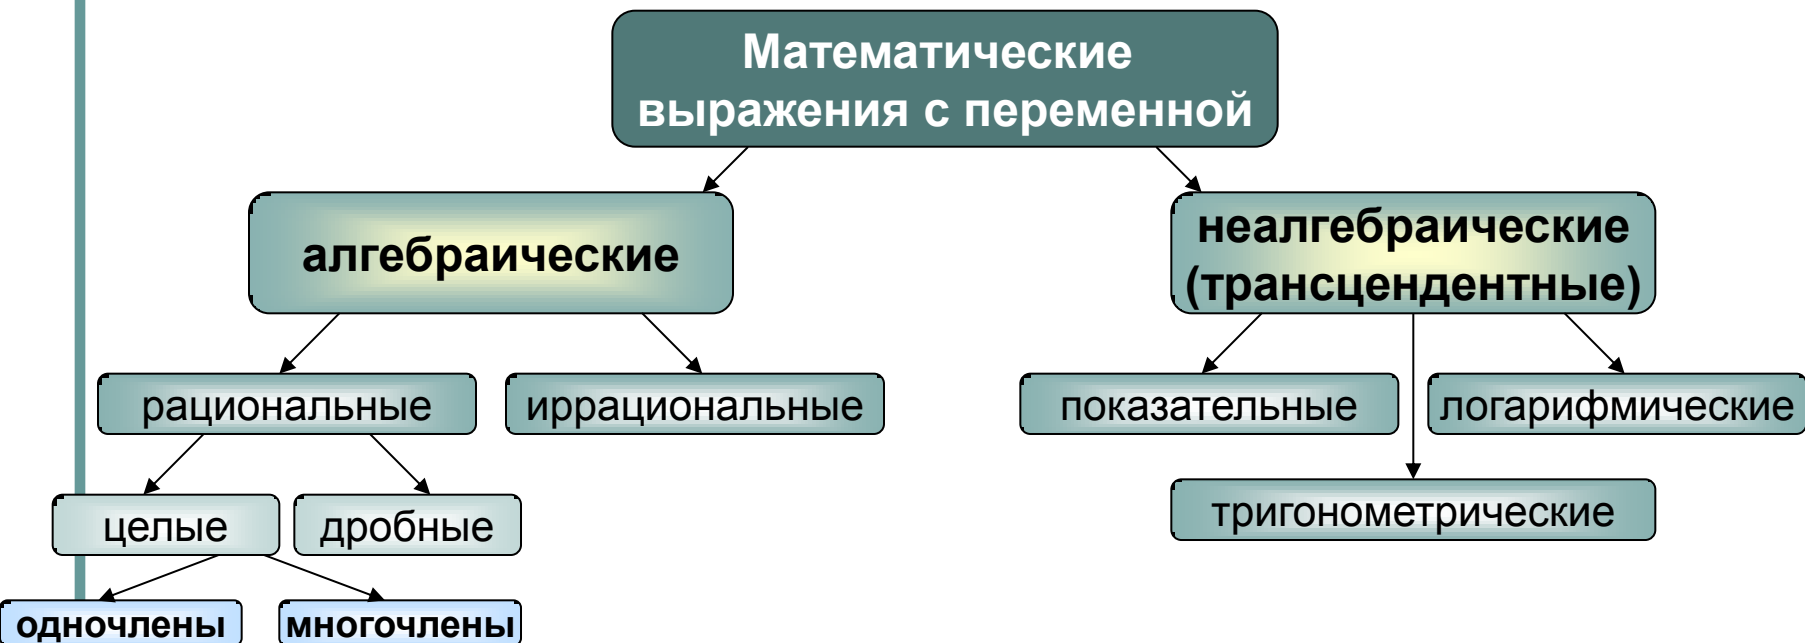 Математические
выражения с переменной
алгебраические
неалгебраические
(трансцендентные)
рациональные
иррациональные
показательные
логарифмические
целые
дробные
тригонометрические
одночлены
многочлены